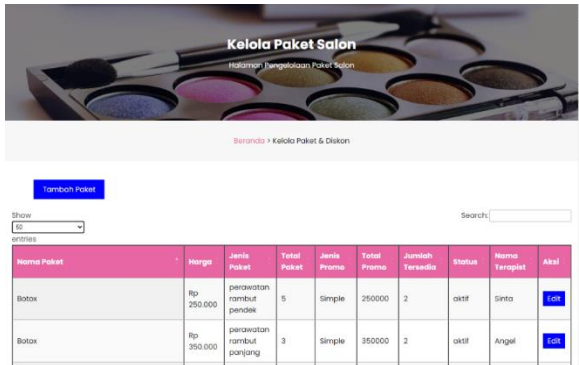 Kelola Paket Salon
Halaman Pengelolaan Paket Salon
Beranda > Kelola Paket & Diskon
Tambah Paket
Show
50
entries
Search:
Nama Paket Harga Jenis Paket Total Paket Jenis Promo Total Promo Jumlah Tersedia Status Nama Terapist Aksi
Botox Rp 250.000 perawatan rambut pendek 5 Simple 250000 2 aktif Sinta Edit
Botox Rp 350.000 perawatan rambut panjang 3 Simple 350000 2 aktif Angel Edit